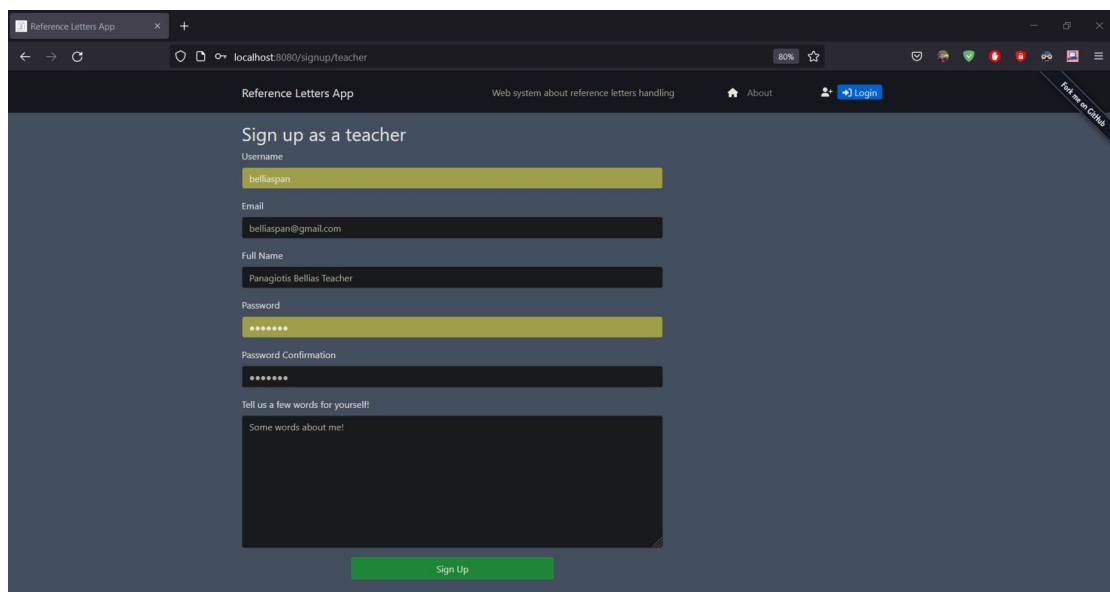 Reference Letters App
localhost:8080/signup/teacher
80%
Reference Letters App
Web system about reference letters handling
About
Login
Fork me on GitHub
Sign up as a teacher
Username
belliaspan
Email
belliaspan@gmail.com
Full Name
Panagiotis Bellias Teacher
Password
●●●●●●●
Password Confirmation
●●●●●●●
Tell us a few words for yourself!
Some words about me!
Sign Up